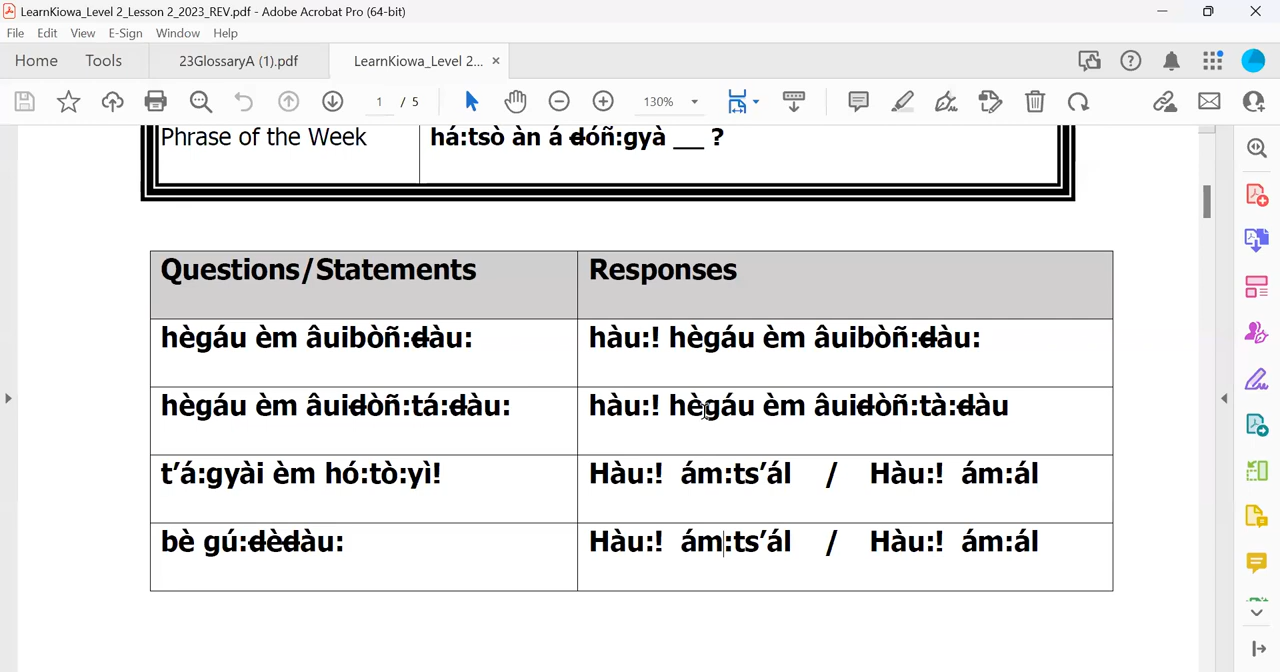 LearnKiowa_Level 2_Lesson 2_2023_REV.pdf - Adobe Acrobat Pro (64-bit)
File Edit View E-Sign Window Help
Home Tools 23GlossaryA (1).pdf LearnKiowa_Level 2... ×
1 / 5 130%
Phrase of the Week há:tsò àn á đóñ:gyà ___ ?
Questions/Statements Responses
hègáu èm âuibòñ:đàu: hàu:! hègáu èm âuibòñ:đàu:
hègáu èm âuiđòñ:tá:đàu: hàu:! hègáu èm âuiđòñ:tà:đàu
t’á:gyài èm hó:tò:yì! Hàu:! ám:ts’ál / Hàu:! ám:ál
bè gú:đèđàu: Hàu:! ám:ts’ál / Hàu:! ám:ál